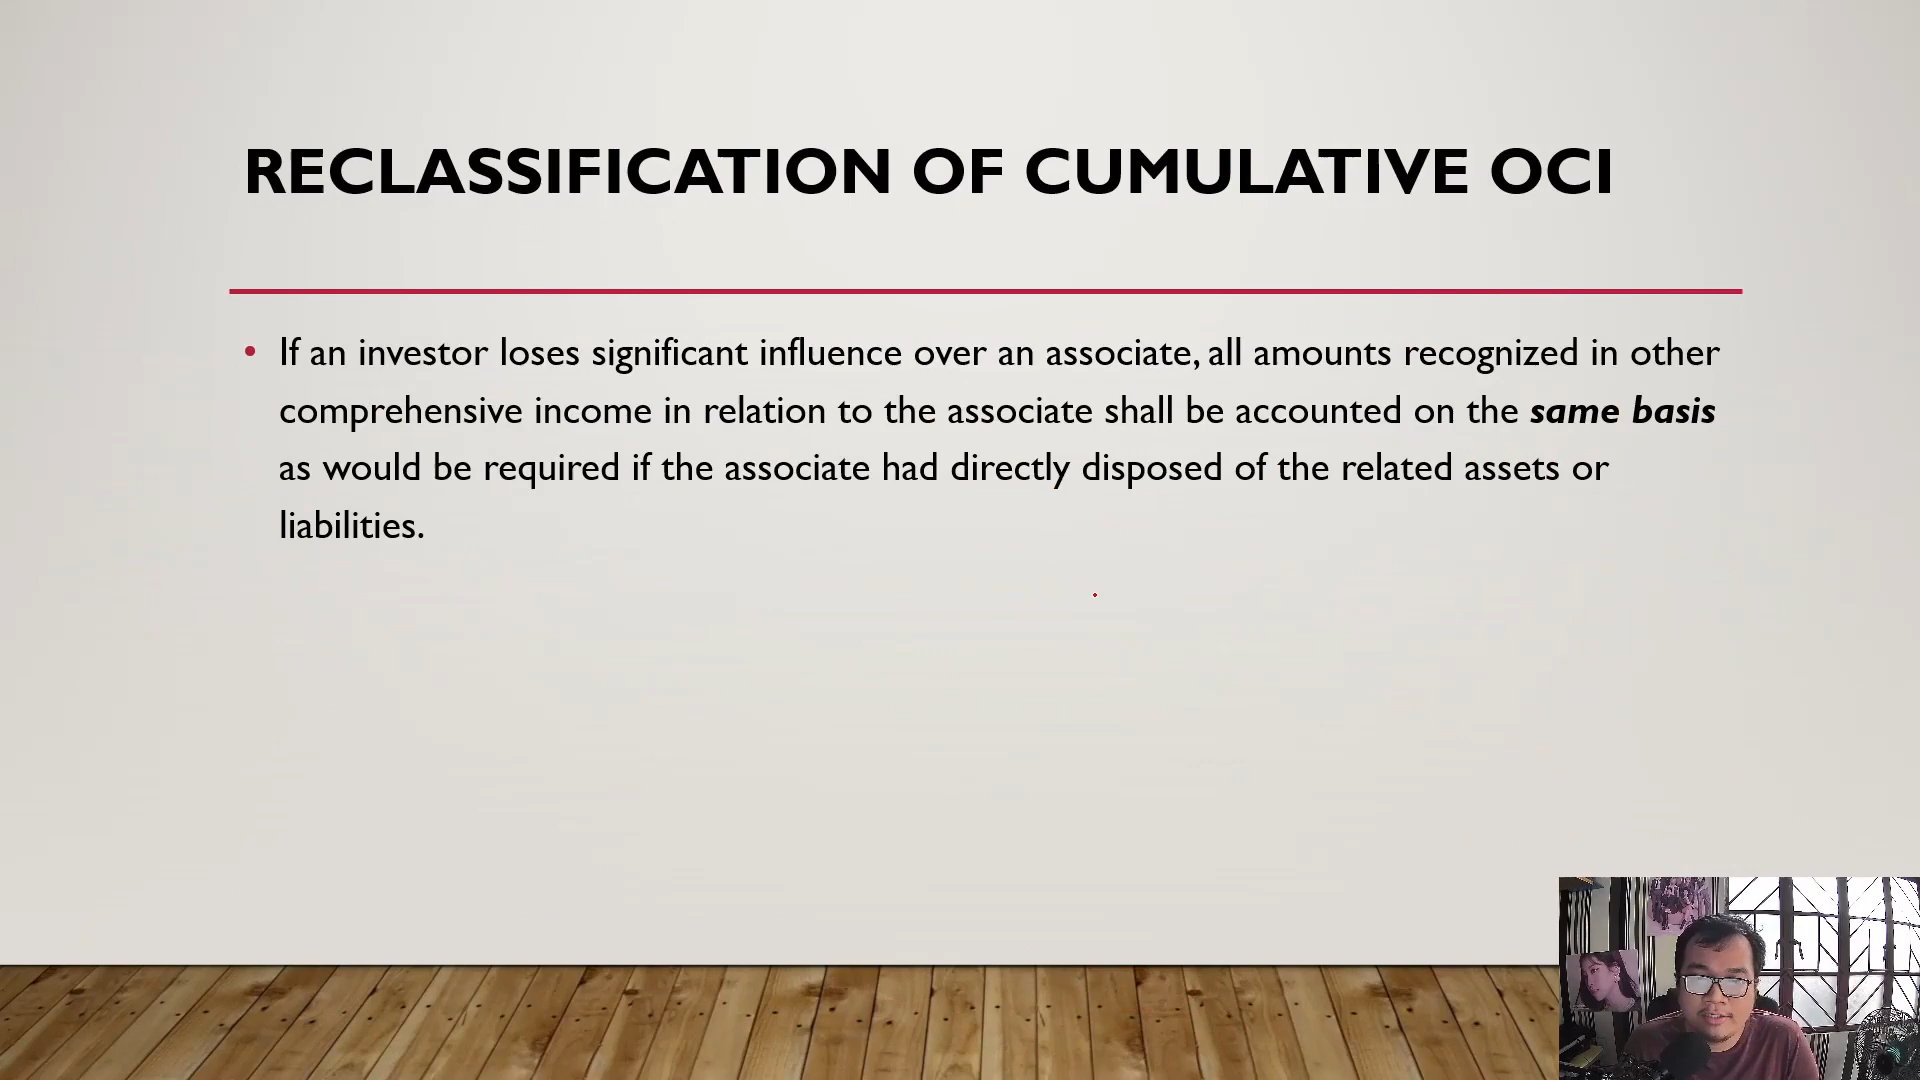 RECLASSIFICATION OF CUMULATIVE OCI
• If an investor loses significant influence over an associate, all amounts recognized in other
comprehensive income in relation to the associate shall be accounted on the same basis
as would be required if the associate had directly disposed of the related assets or
liabilities.